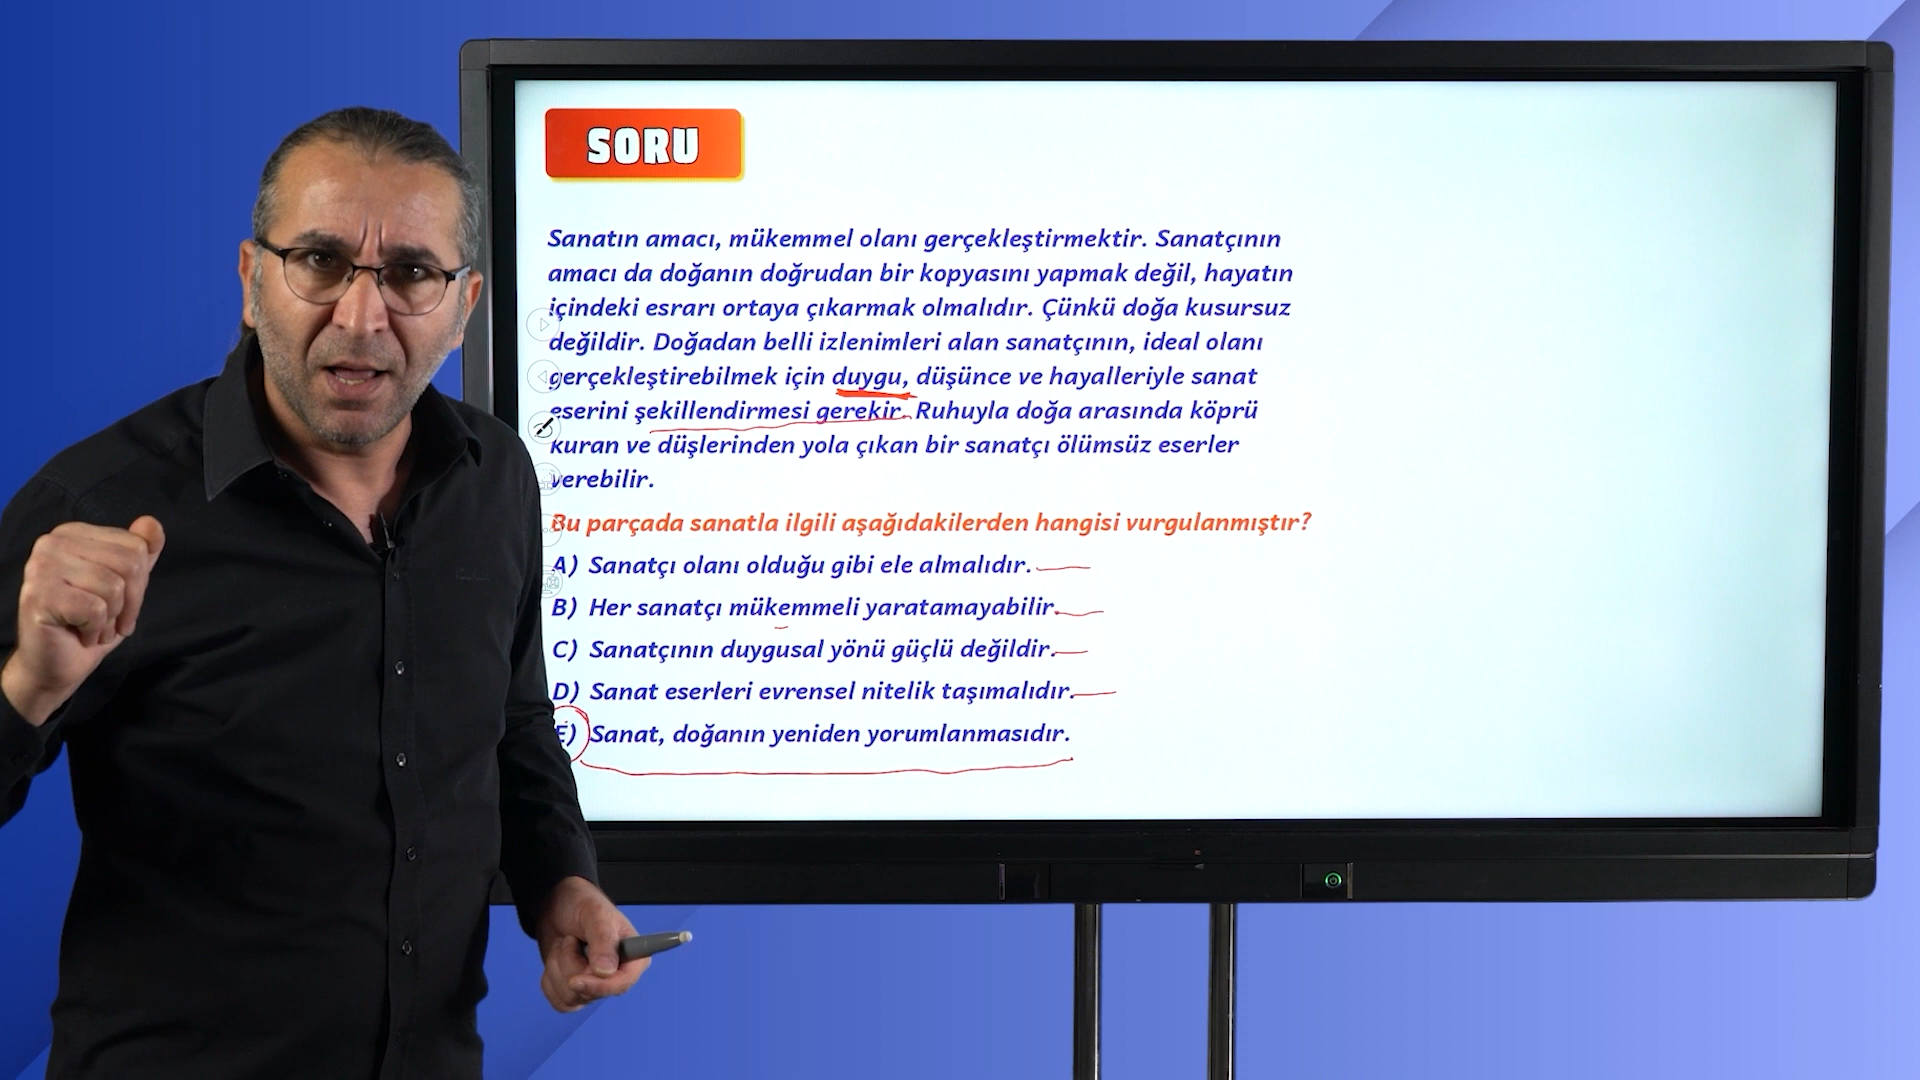 SORU
Sanatın amacı, mükemmel olanı gerçekleştirmektir. Sanatçının
amacı da doğanın doğrudan bir kopyasını yapmak değil, hayatın
içindeki esrarı ortaya çıkarmak olmalıdır. Çünkü doğa kusursuz
değildir. Doğadan belli izlenimleri alan sanatçının, ideal olanı
gerçekleştirebilmek için duygu, düşünce ve hayalleriyle sanat
eserini şekillendirmesi gerekir. Ruhuyla doğa arasında köprü
kuran ve düşlerinden yola çıkan bir sanatçı ölümsüz eserler
verebilir.
Bu parçada sanatla ilgili aşağıdakilerden hangisi vurgulanmıştır?
A) Sanatçı olanı olduğu gibi ele almalıdır.
B) Her sanatçı mükemmeli yaratamayabilir.
C) Sanatçının duygusal yönü güçlü değildir.
D) Sanat eserleri evrensel nitelik taşımalıdır.
E) Sanat, doğanın yeniden yorumlanmasıdır.